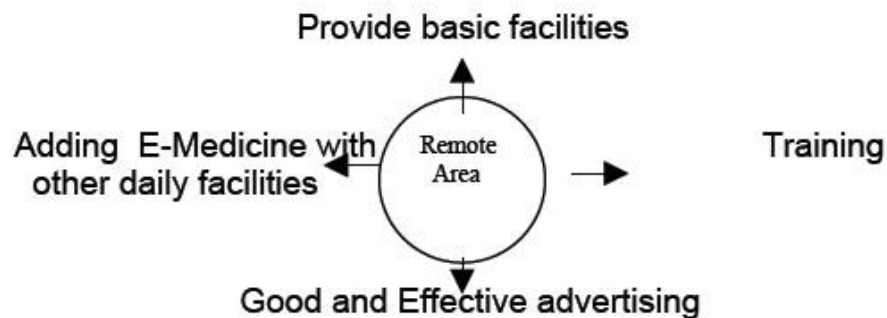 Provide basic facilities
Adding E-Medicine with
other daily facilities
Remote
Area
Training
Good and Effective advertising